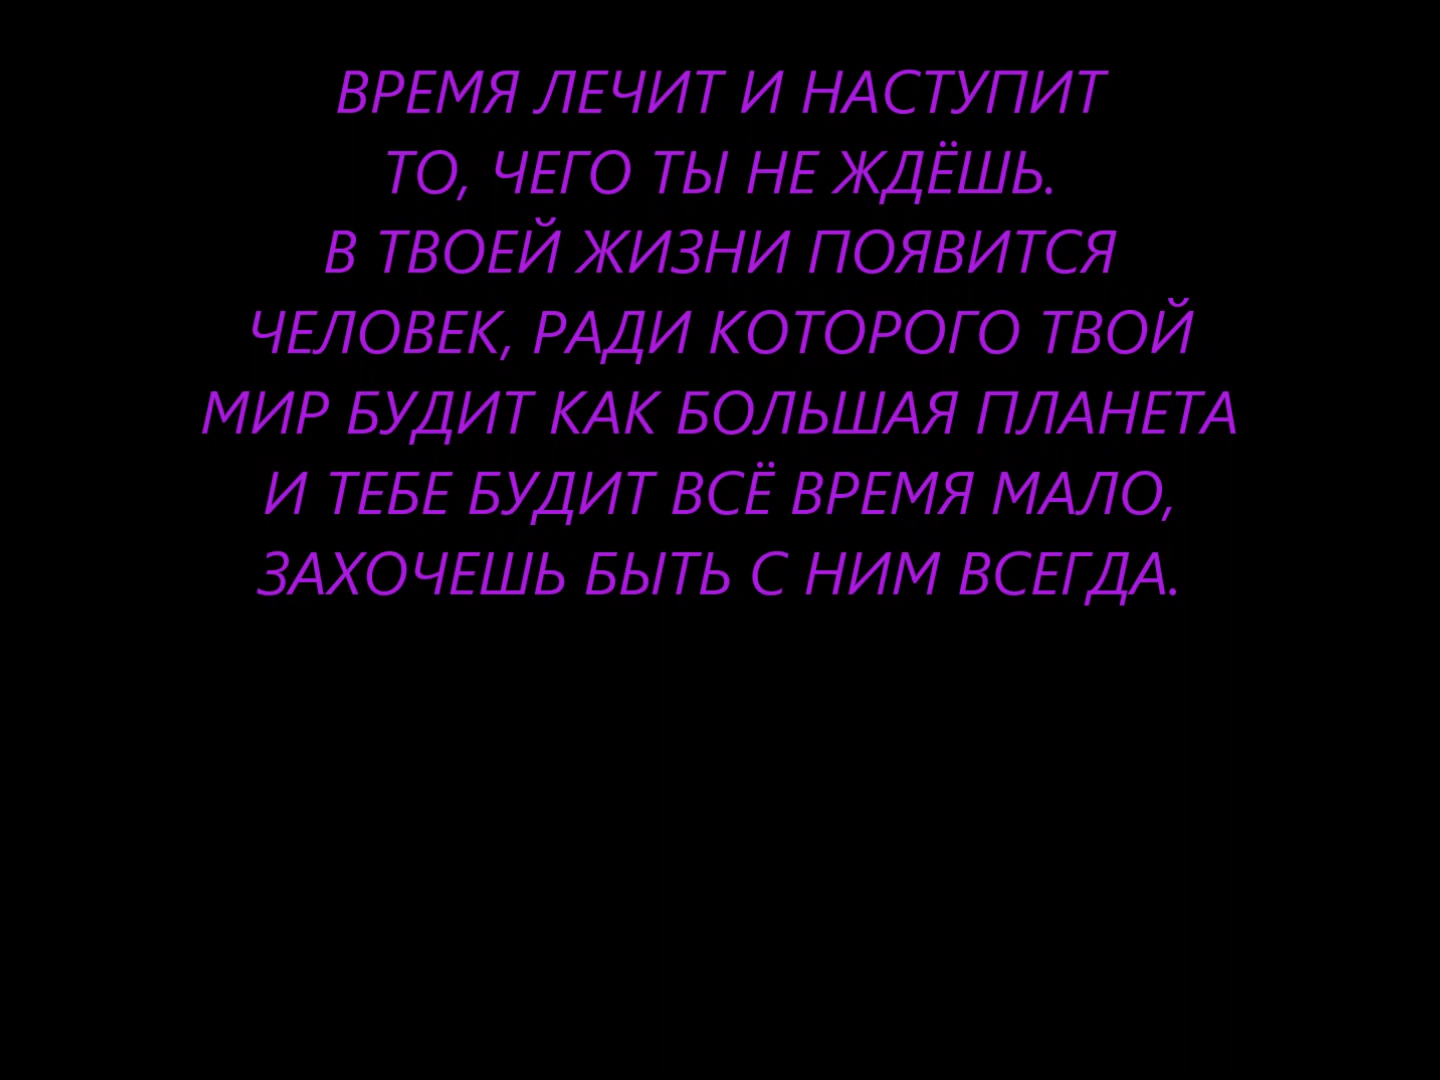 ВРЕМЯ ЛЕЧИТ И НАСТУПИТ
ТО, ЧЕГО ТЫ НЕ ЖДЁШЬ.
В ТВОЕЙ ЖИЗНИ ПОЯВИТСЯ
ЧЕЛОВЕК, РАДИ КОТОРОГО ТВОЙ
МИР БУДИТ КАК БОЛЬШАЯ ПЛАНЕТА
И ТЕБЕ БУДИТ ВСЁ ВРЕМЯ МАЛО,
ЗАХОЧЕШЬ БЫТЬ С НИМ ВСЕГДА.